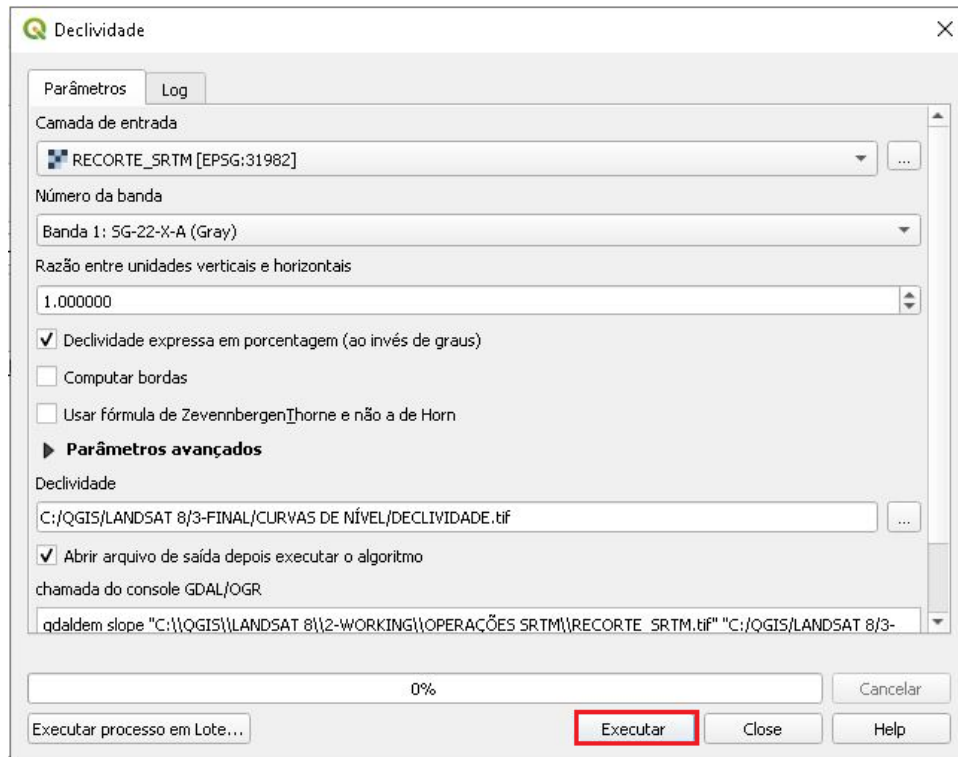 Declividade
Parâmetros
Log
Camada de entrada
RECORTE_SRTM [EPSG:31982]
...
Número da banda
Banda 1: SG-22-X-A (Gray)
Razão entre unidades verticais e horizontais
1.000000
Declividade expressa em porcentagem (ao invés de graus)
Computar bordas
Usar fórmula de ZevennbergenThorne e não a de Horn
Parâmetros avançados
Declividade
C:/QGIS/LANDSAT 8/3-FINAL/CURVAS DE NÍVEL/DECLIVIDADE.tif
...
Abrir arquivo de saída depois executar o algoritmo
chamada do console GDAL/OGR
gdaldem slope "C:\\QGIS\\LANDSAT 8\\2-WORKING\\OPERAÇÕES SRTM\\RECORTE_SRTM.tif" "C:/QGIS/LANDSAT 8/3-
0%
Cancelar
Executar processo em Lote...
Executar
Close
Help